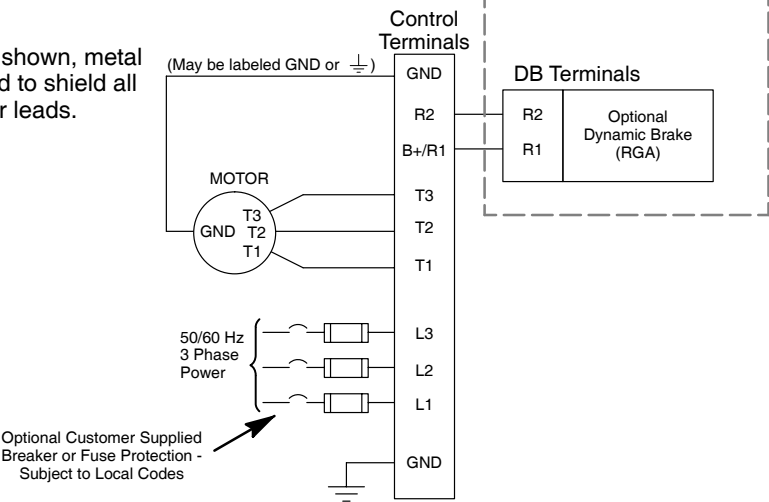 shown, metal
to shield all
leads.
Control
Terminals
(May be labeled GND or
)
GND
R2
B+/R1
T3
T2
T1
L3
L2
L1
GND
DB Terminals
R2
R1
Optional
Dynamic Brake
(RGA)
MOTOR
GND
T3
T2
T1
50/60 Hz
3 Phase
Power
Optional Customer Supplied
Breaker or Fuse Protection -
Subject to Local Codes